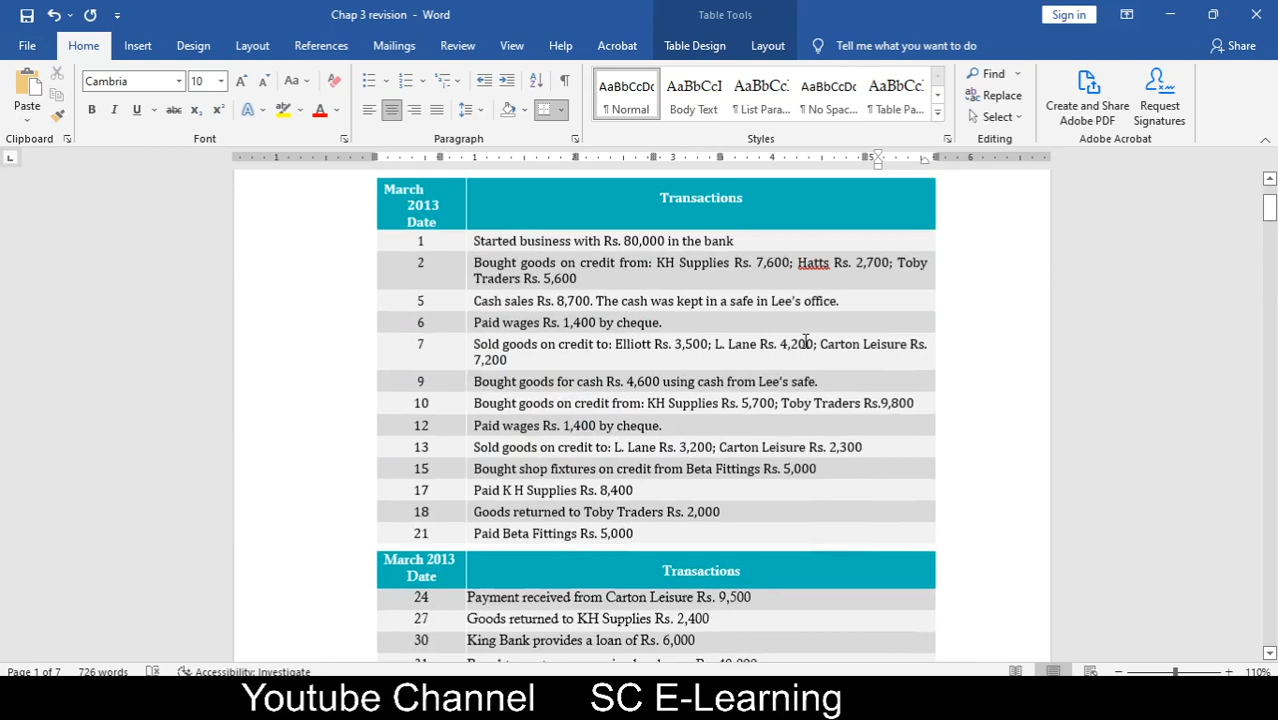 Chap 3 revision - Word
Table Tools
Sign in
File Home Insert Design Layout References Mailings Review View Help Acrobat Table Design Layout Tell me what you want to do Share
Paste
Cambria 10
Clipboard
Font
Paragraph
AaBbCcDc AaBbC AaBbCc. AaBbCcDc AaBbCc
¶ Normal Body Text ¶ List Para... ¶ No Spac... ¶ Table Pa...
Styles
Find
Replace
Select
Editing
Create and Share
Adobe PDF
Request
Signatures
Adobe Acrobat
1 1 2 3 4 5 6
March
2013
Date
Transactions
1 Started business with Rs. 80,000 in the bank
2 Bought goods on credit from: KH Supplies Rs. 7,600; Hatts Rs. 2,700; Toby
Traders Rs. 5,600
5 Cash sales Rs. 8,700. The cash was kept in a safe in Lee's office.
6 Paid wages Rs. 1,400 by cheque.
7 Sold goods on credit to: Elliott Rs. 3,500; L. Lane Rs. 4,200; Carton Leisure Rs.
7,200
9 Bought goods for cash Rs. 4,600 using cash from Lee's safe.
10 Bought goods on credit from: KH Supplies Rs. 5,700; Toby Traders Rs.9,800
12 Paid wages Rs. 1,400 by cheque.
13 Sold goods on credit to: L. Lane Rs. 3,200; Carton Leisure Rs. 2,300
15 Bought shop fixtures on credit from Beta Fittings Rs. 5,000
17 Paid K H Supplies Rs. 8,400
18 Goods returned to Toby Traders Rs. 2,000
21 Paid Beta Fittings Rs. 5,000
March 2013
Date
Transactions
24 Payment received from Carton Leisure Rs. 9,500
27 Goods returned to KH Supplies Rs. 2,400
30 King Bank provides a loan of Rs. 6,000
Page 1 of 7 726 words Accessibility: Investigate 110%
Youtube Channel SC E-Learning